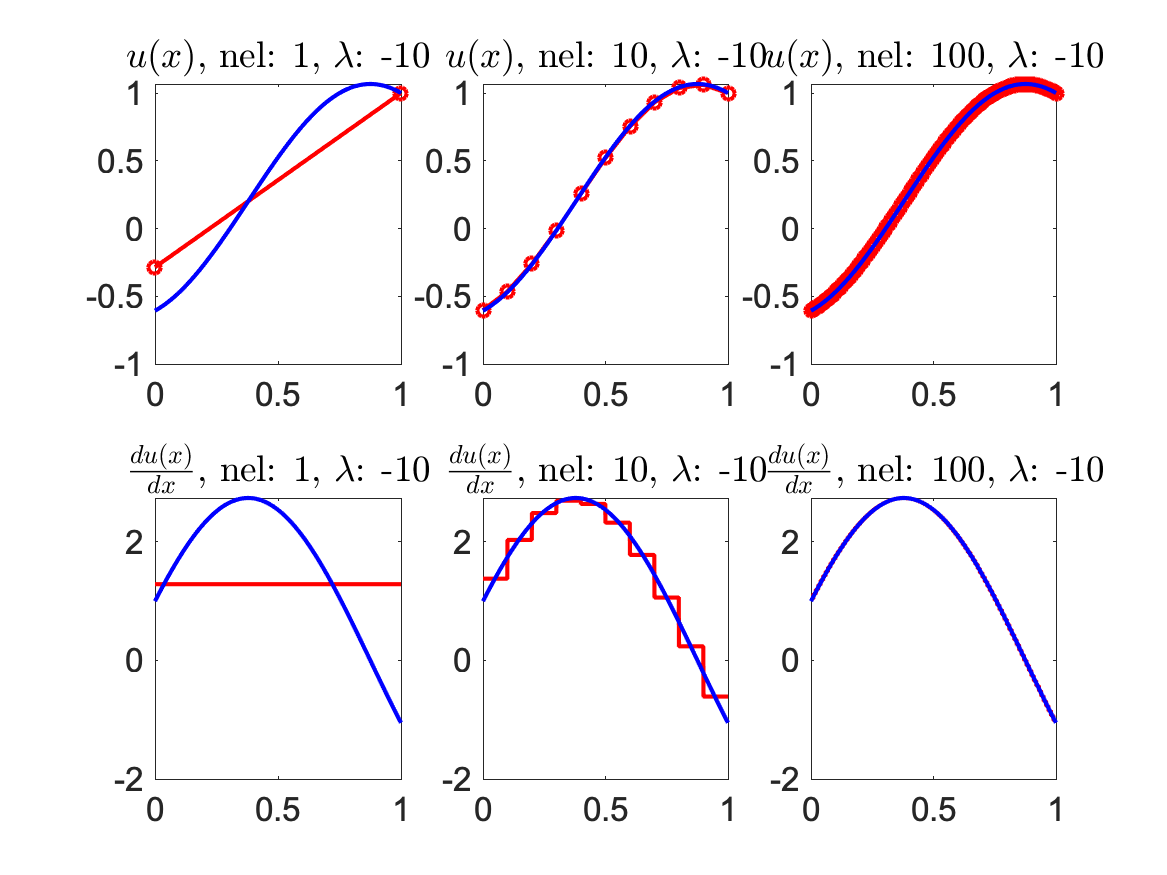 u(x), nel: 1, λ: -10
u(x), nel: 10, λ: -10
u(x), nel: 100, λ: -10
1
0.5
0
-0.5
-1
0 0.5 1
1
0.5
0
-0.5
-1
0 0.5 1
1
0.5
0
-0.5
-1
0 0.5 1
du(x)/dx, nel: 1, λ: -10
du(x)/dx, nel: 10, λ: -10
du(x)/dx, nel: 100, λ: -10
2
0
-2
0 0.5 1
2
0
-2
0 0.5 1
2
0
-2
0 0.5 1